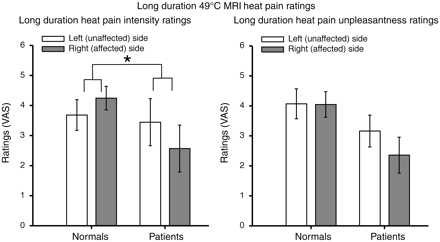 Long duration 49°C MRI heat pain ratings
Long duration heat pain intensity ratings
Left (unaffected) side
Right (affected) side
*
Ratings (VAS)
6
5
4
3
2
1
0
Normals
Patients
Long duration heat pain unpleasantness ratings
Left (unaffected) side
Right (affected) side
Ratings (VAS)
6
5
4
3
2
1
0
Normals
Patients